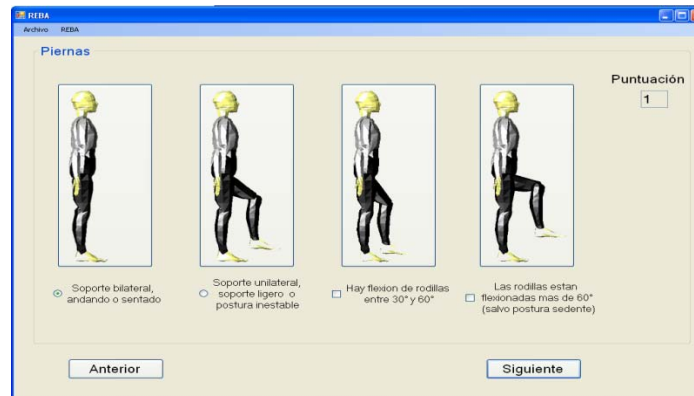 REBA
Archivo REBA
Piernas
Puntuación
1
Soporte bilateral,
andando o sentado
Soporte unilateral,
soporte ligero o
postura inestable
Hay flexion de rodillas
entre 30° y 60°
Las rodillas estan
flexionadas mas de 60°
(salvo postura sedente)
Anterior
Siguiente